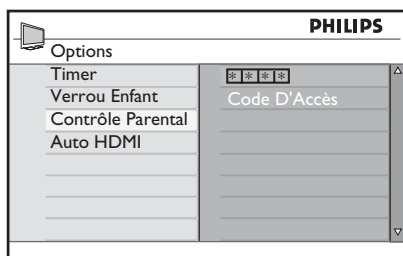 PHILIPS
Options
Timer
****
Verrou Enfant
Code D'Accès
Contrôle Parental
Auto HDMI